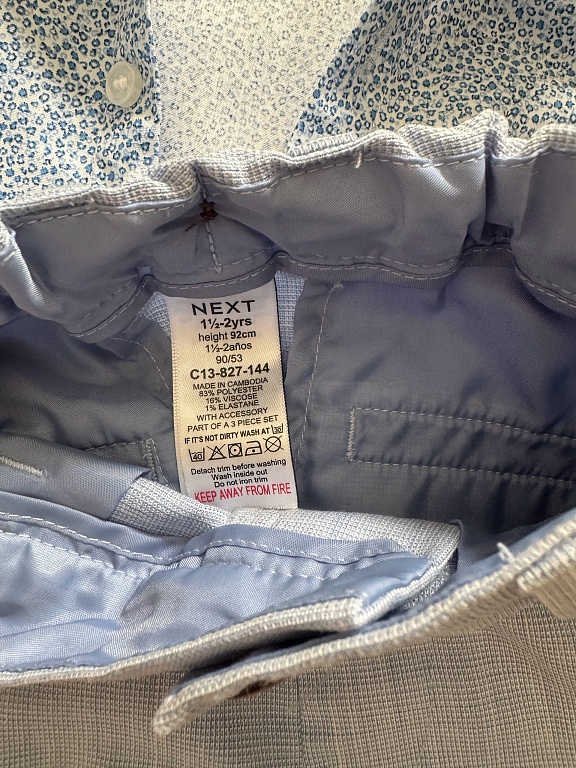 NEXT
1½-2yrs
height 92cm
1½-2años
90/53
C13-827-144
MADE IN CAMBODIA
83% POLYESTER
16% VISCOSE
1% ELASTANE
WITH ACCESSORY
PART OF A 3 PIECE SET
IF IT'S NOT DIRTY WASH AT 30
40
Detach trim before washing
Wash inside out
Do not iron trim
KEEP AWAY FROM FIRE